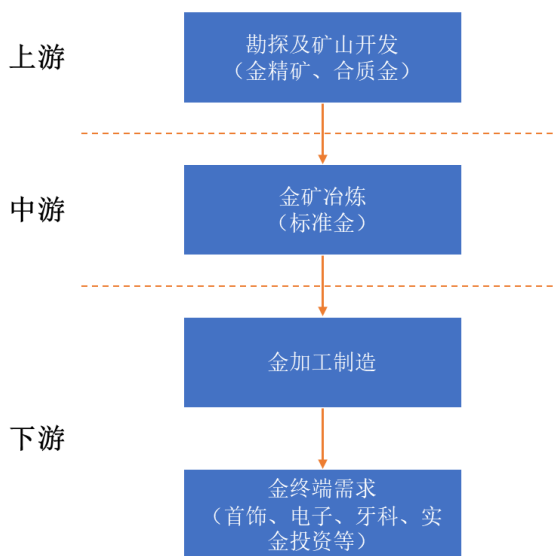 上游
勘探及矿山开发
（金精矿、合质金）
中游
金矿冶炼
（标准金）
金加工制造
下游
金终端需求
（首饰、电子、牙科、实
金投资等）